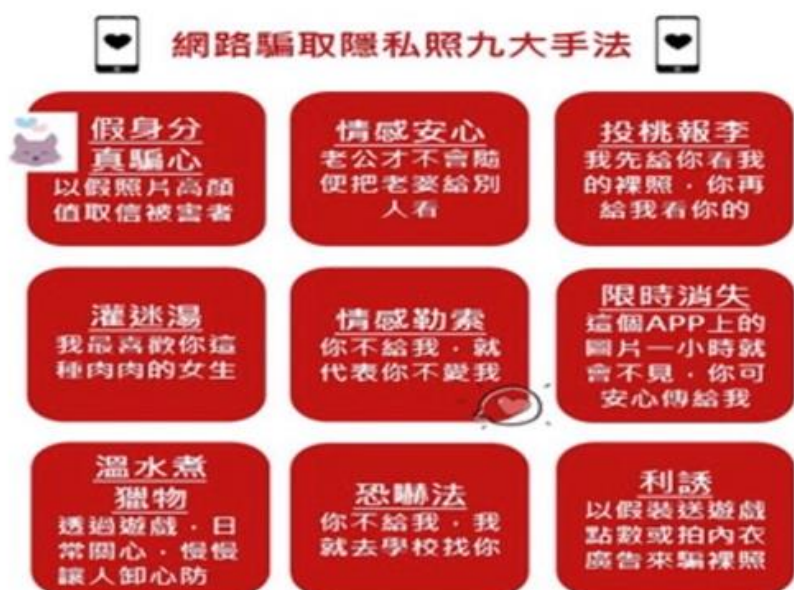 網路騙取隱私照九大手法
假身分
真騙心
以假照片高顏
值取信被害者
情感安心
老公才不會隨
便把老婆給別
人看
投桃報李
我先給你看我
的裸照，你再
給我看你的
灌迷湯
我最喜歡你這
種肉肉的女生
情感勒索
你不給我，就
代表你不愛我
限時消失
這個APP上的
圖片一小時就
會不見，你可
安心傳給我
溫水煮
獵物
透過遊戲，日
常關心，慢慢
讓人卸心防
恐嚇法
你不給我，我
就去學校找你
利誘
以假裝送遊戲
點數或拍內衣
廣告來騙裸照